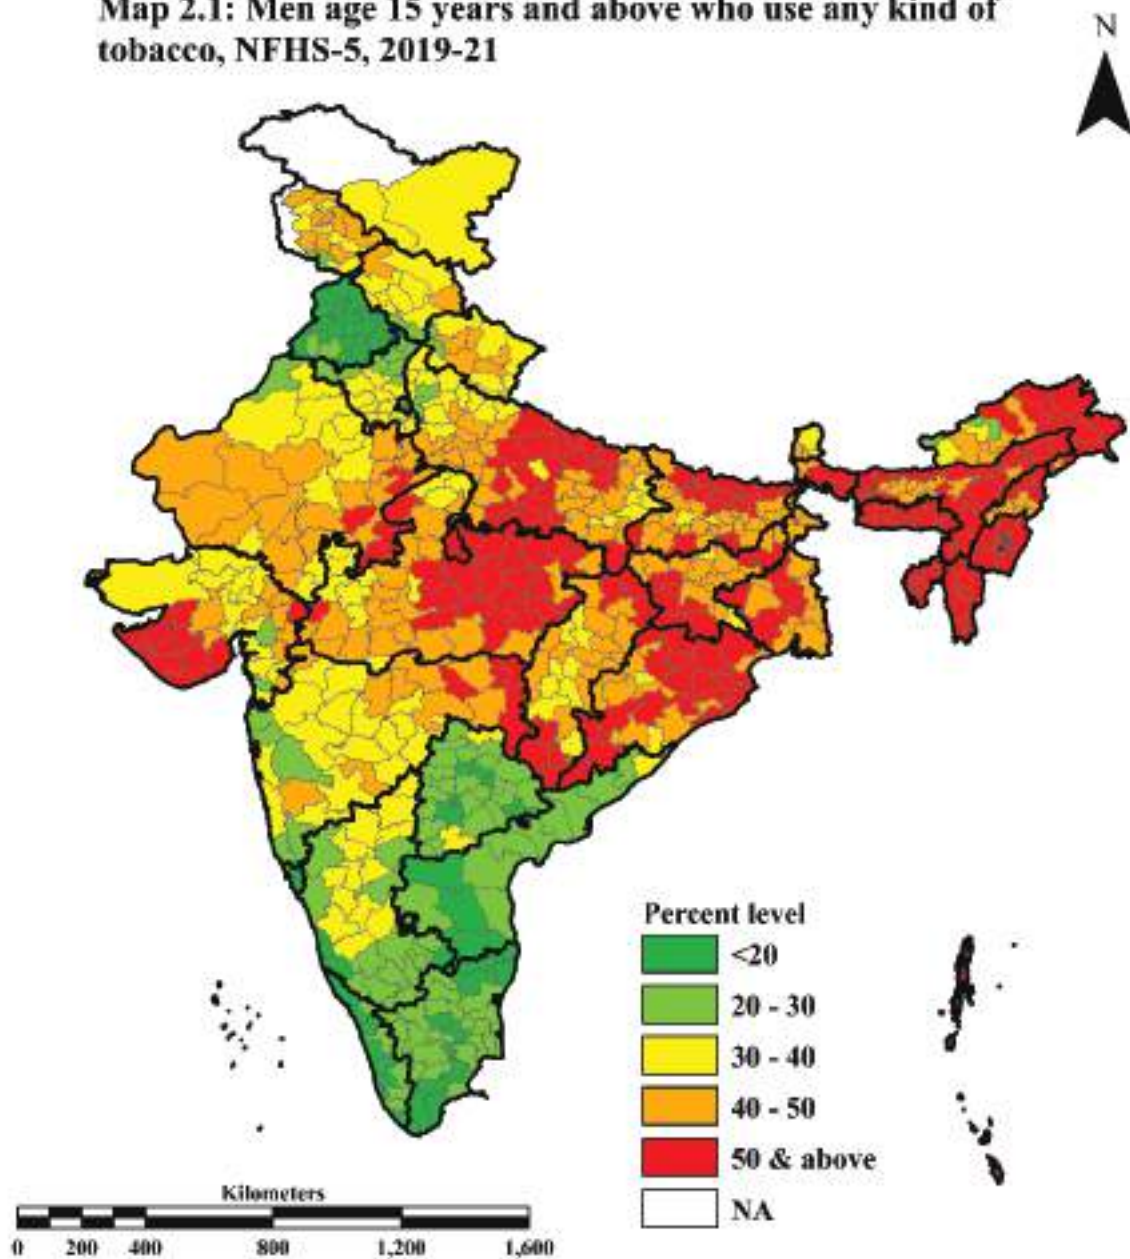 Map 2.1: Men age 15 years and above who use any kind of
tobacco, NFHS-5, 2019-21
N
Percent level
<20
20 - 30
30 - 40
40 - 50
50 & above
NA
Kilometers
0 200 400 800 1,200 1,600